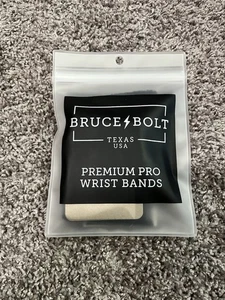 BRUCE BOLT
TEXAS
USA
PREMIUM PRO
WRIST BANDS